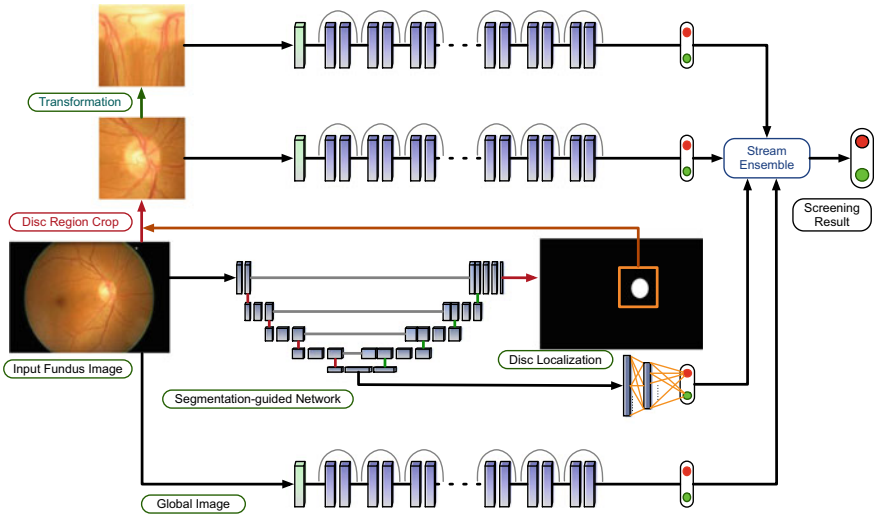 Transformation
Stream
Ensemble
Disc Region Crop
Screening
Result
Input Fundus Image
Disc Localization
Segmentation-guided Network
Global Image